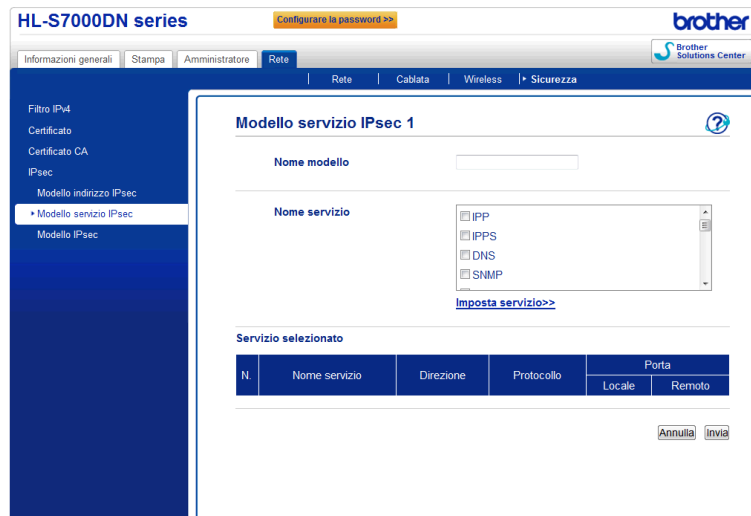 HL-S7000DN series
Configurare la password >>
brother
Informazioni generali
Stampa
Amministratore
Rete
Brother
Solutions Center
Rete
Cablata
Wireless
Sicurezza
Filtro IPv4
Certificato
Certificato CA
IPsec
Modello indirizzo IPsec
Modello servizio IPsec
Modello IPsec
Modello servizio IPsec 1
Nome modello
Nome servizio
IPP
IPPS
DNS
SNMP
Imposta servizio>>
Servizio selezionato
N.
Nome servizio
Direzione
Protocollo
Porta
Locale
Remoto
Annulla
Invia